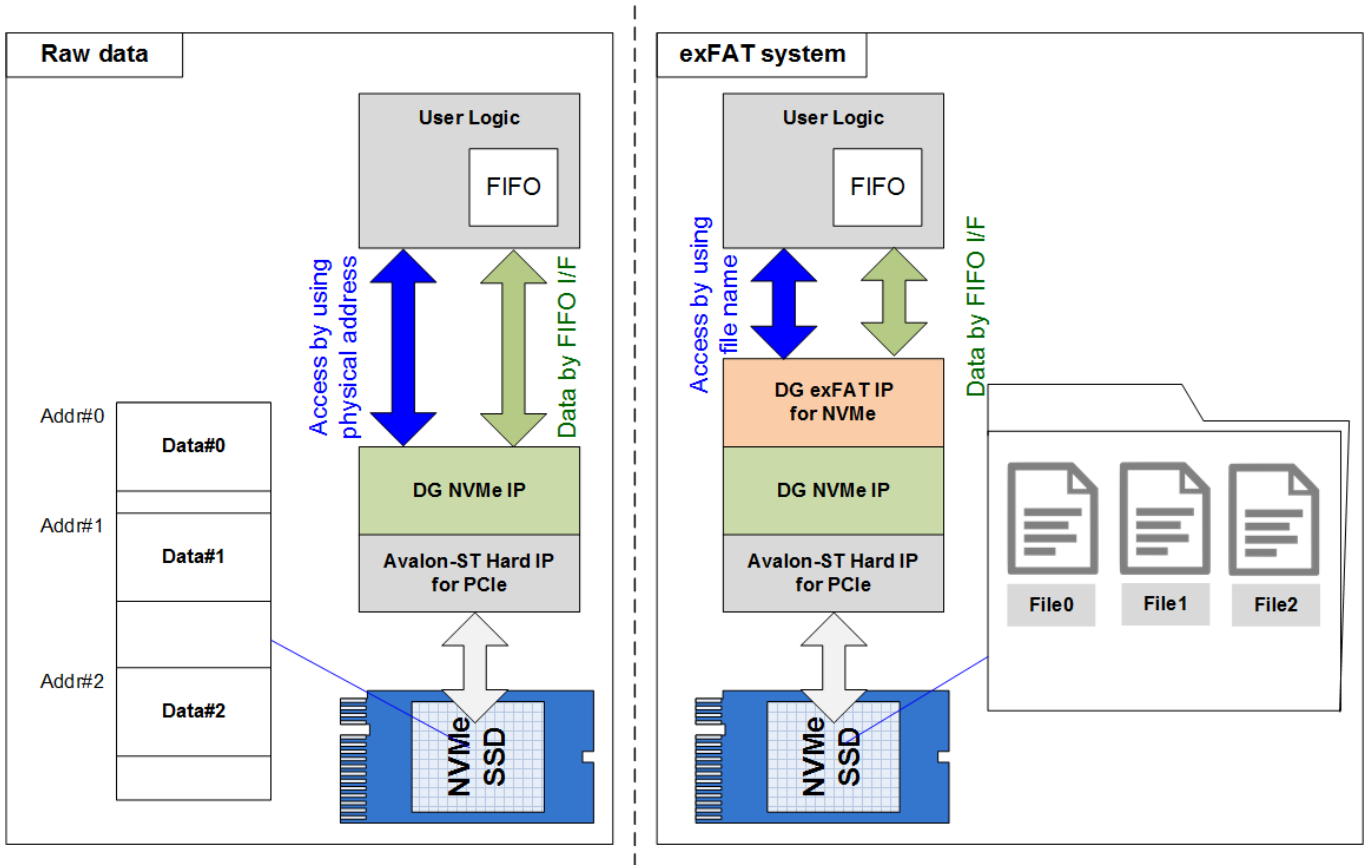 Raw data
User Logic
FIFO
Access by using
physical address
Data by FIFO I/F
Addr#0
Data#0
Addr#1
Data#1
Addr#2
Data#2
DG NVMe IP
Avalon-ST Hard IP
for PCIe
NVMe
SSD
exFAT system
User Logic
FIFO
Access by using
file name
Data by FIFO I/F
DG exFAT IP
for NVMe
DG NVMe IP
Avalon-ST Hard IP
for PCIe
NVMe
SSD
File0
File1
File2